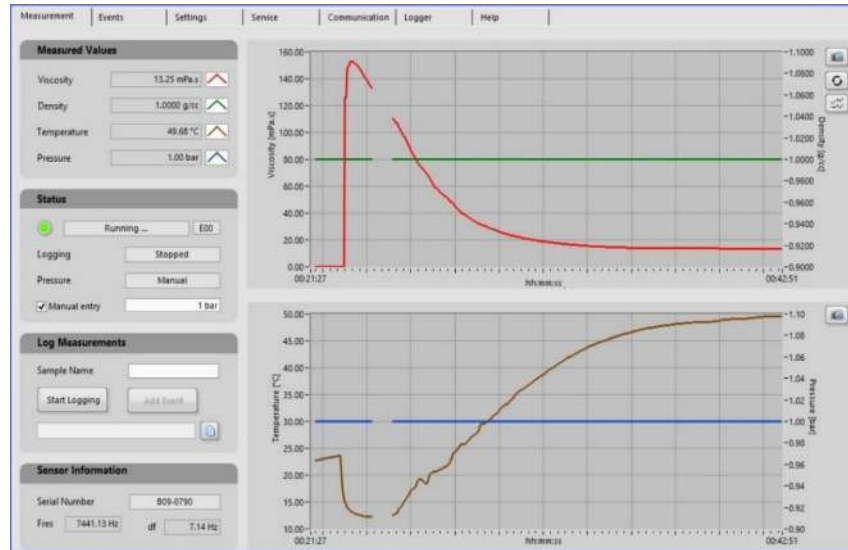 Measurement Events Settings Service Communication Logger Help
Measured Values
Viscosity 13.25 mPa.s
Density 1.0000 g/cc
Temperature 49.68 °C
Pressure 1.00 bar
Status
Running ... E00
Logging Stopped
Pressure Manual
Manual entry 1 bar
Log Measurements
Sample Name
Start Logging Add Event
Sensor Information
Serial Number B09-0790
Fres 7441.13 Hz df 7.14 Hz
Viscosity [mPa.s]
160.00
140.00
120.00
100.00
80.00
60.00
40.00
20.00
0.00
1.1000
1.0800
1.0600
1.0400
1.0200
1.0000
0.9800
0.9600
0.9400
0.9200
0.9000
Density [g/cc]
00:21:27 hh:mm:ss 00:42:51
Temperature [°C]
50.00
45.00
40.00
35.00
30.00
25.00
20.00
15.00
10.00
1.10
1.08
1.06
1.04
1.02
1.00
0.98
0.96
0.94
0.92
0.90
Pressure [bar]
00:21:27 hh:mm:ss 00:42:51